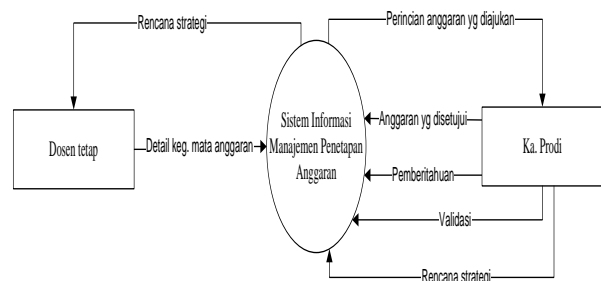 Rencana strategi
Perincian anggaran yg diajukan
Dosen tetap
Detail keg. mata anggaran
Sistem Informasi
Manajemen Penetapan
Anggaran
Anggaran yg disetujui
Ka. Prodi
Pemberitahuan
Validasi
Rencana strategi